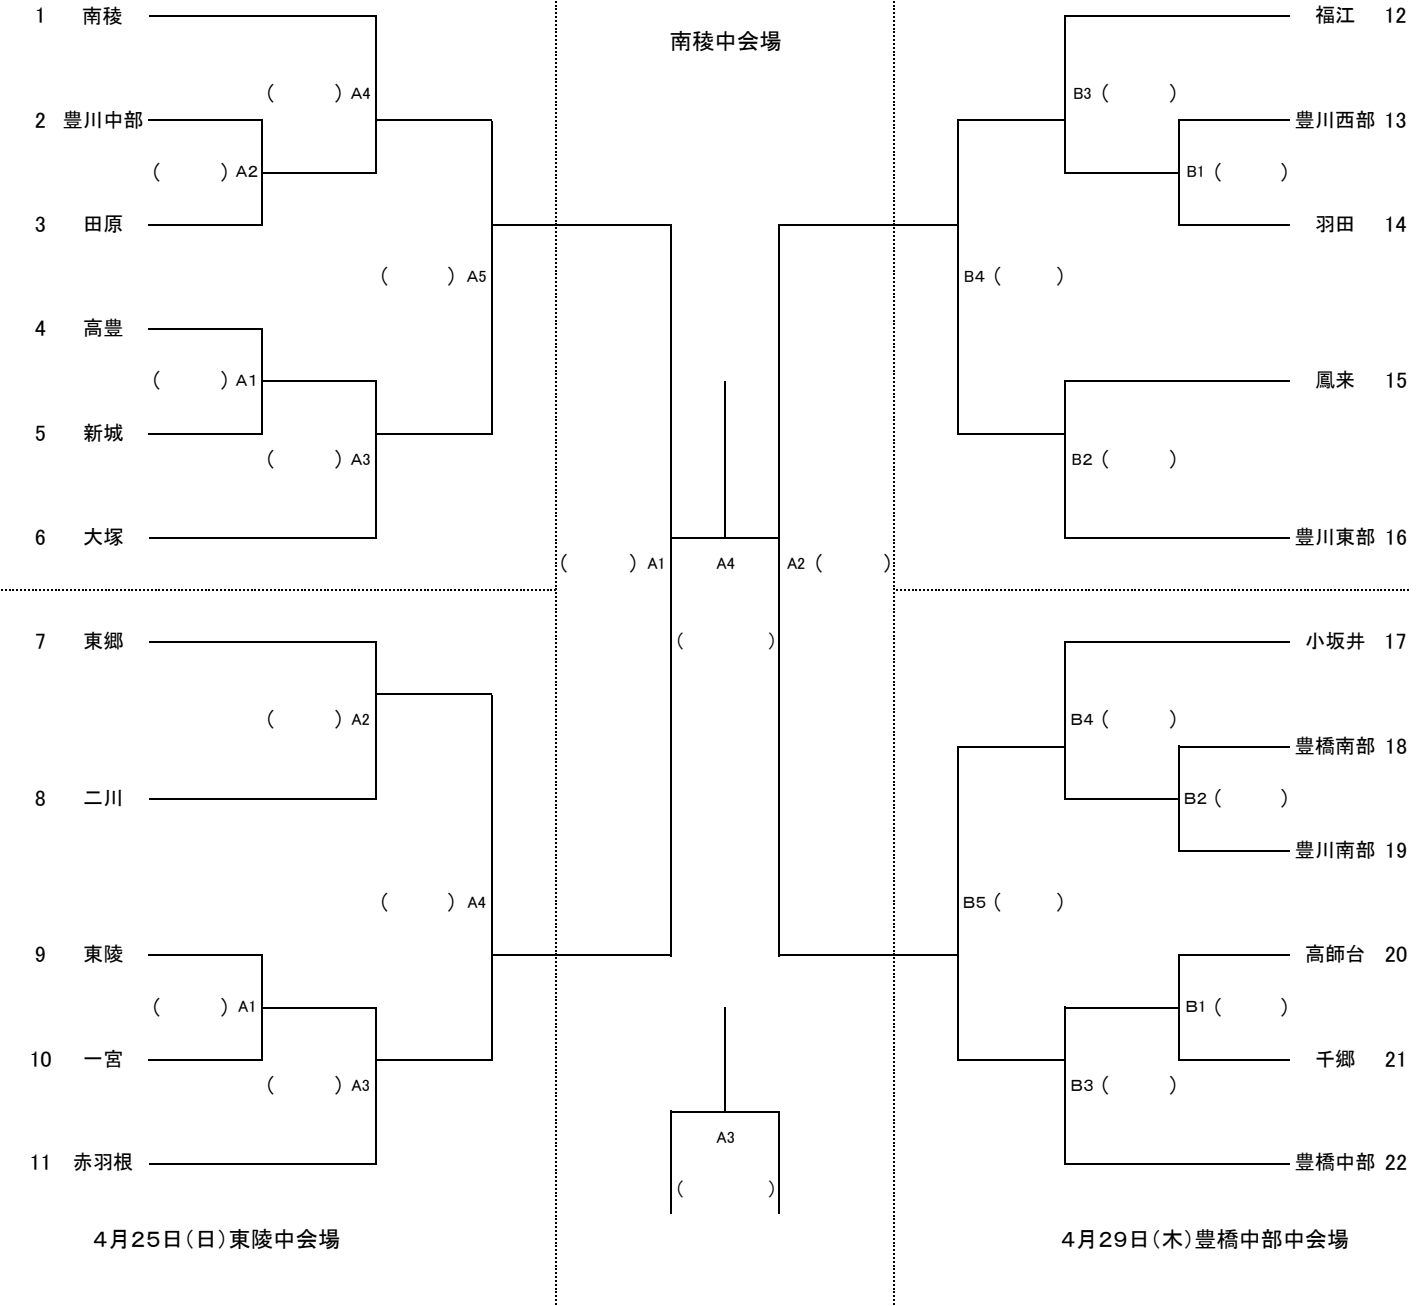 1 南稜
南稜中会場
福江 12
( ) A4
B3 ( )
2 豊川中部
豊川西部 13
( ) A2
B1 ( )
3 田原
羽田 14
( ) A5
B4 ( )
4 高豊
( ) A1
鳳来 15
5 新城
( ) A3
B2 ( )
6 大塚
豊川東部 16
( ) A1
A4
A2 ( )
7 東郷
( )
小坂井 17
( ) A2
B4 ( )
豊橋南部 18
8 二川
B2 ( )
豊川南部 19
( ) A4
B5 ( )
9 東陵
高師台 20
( ) A1
B1 ( )
10 一宮
千郷 21
( ) A3
B3 ( )
A3
11 赤羽根
豊橋中部 22
( )
４月２５日（日）東陵中会場
４月２９日（木）豊橋中部中会場